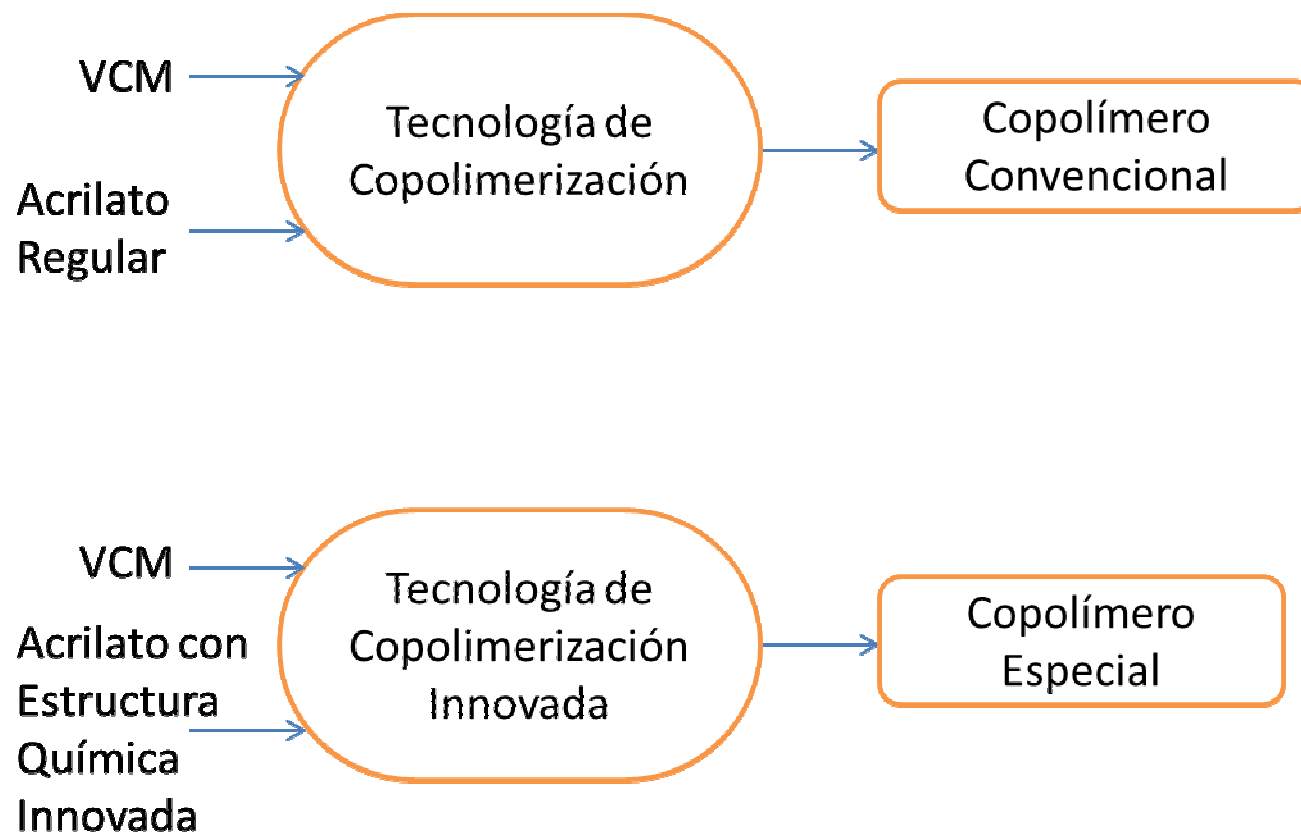 VCM
Acrilato
Regular
Tecnología de
Copolimerización
Copolímero
Convencional
VCM
Acrilato con
Estructura
Química
Innovada
Tecnología de
Copolimerización
Innovada
Copolímero
Especial